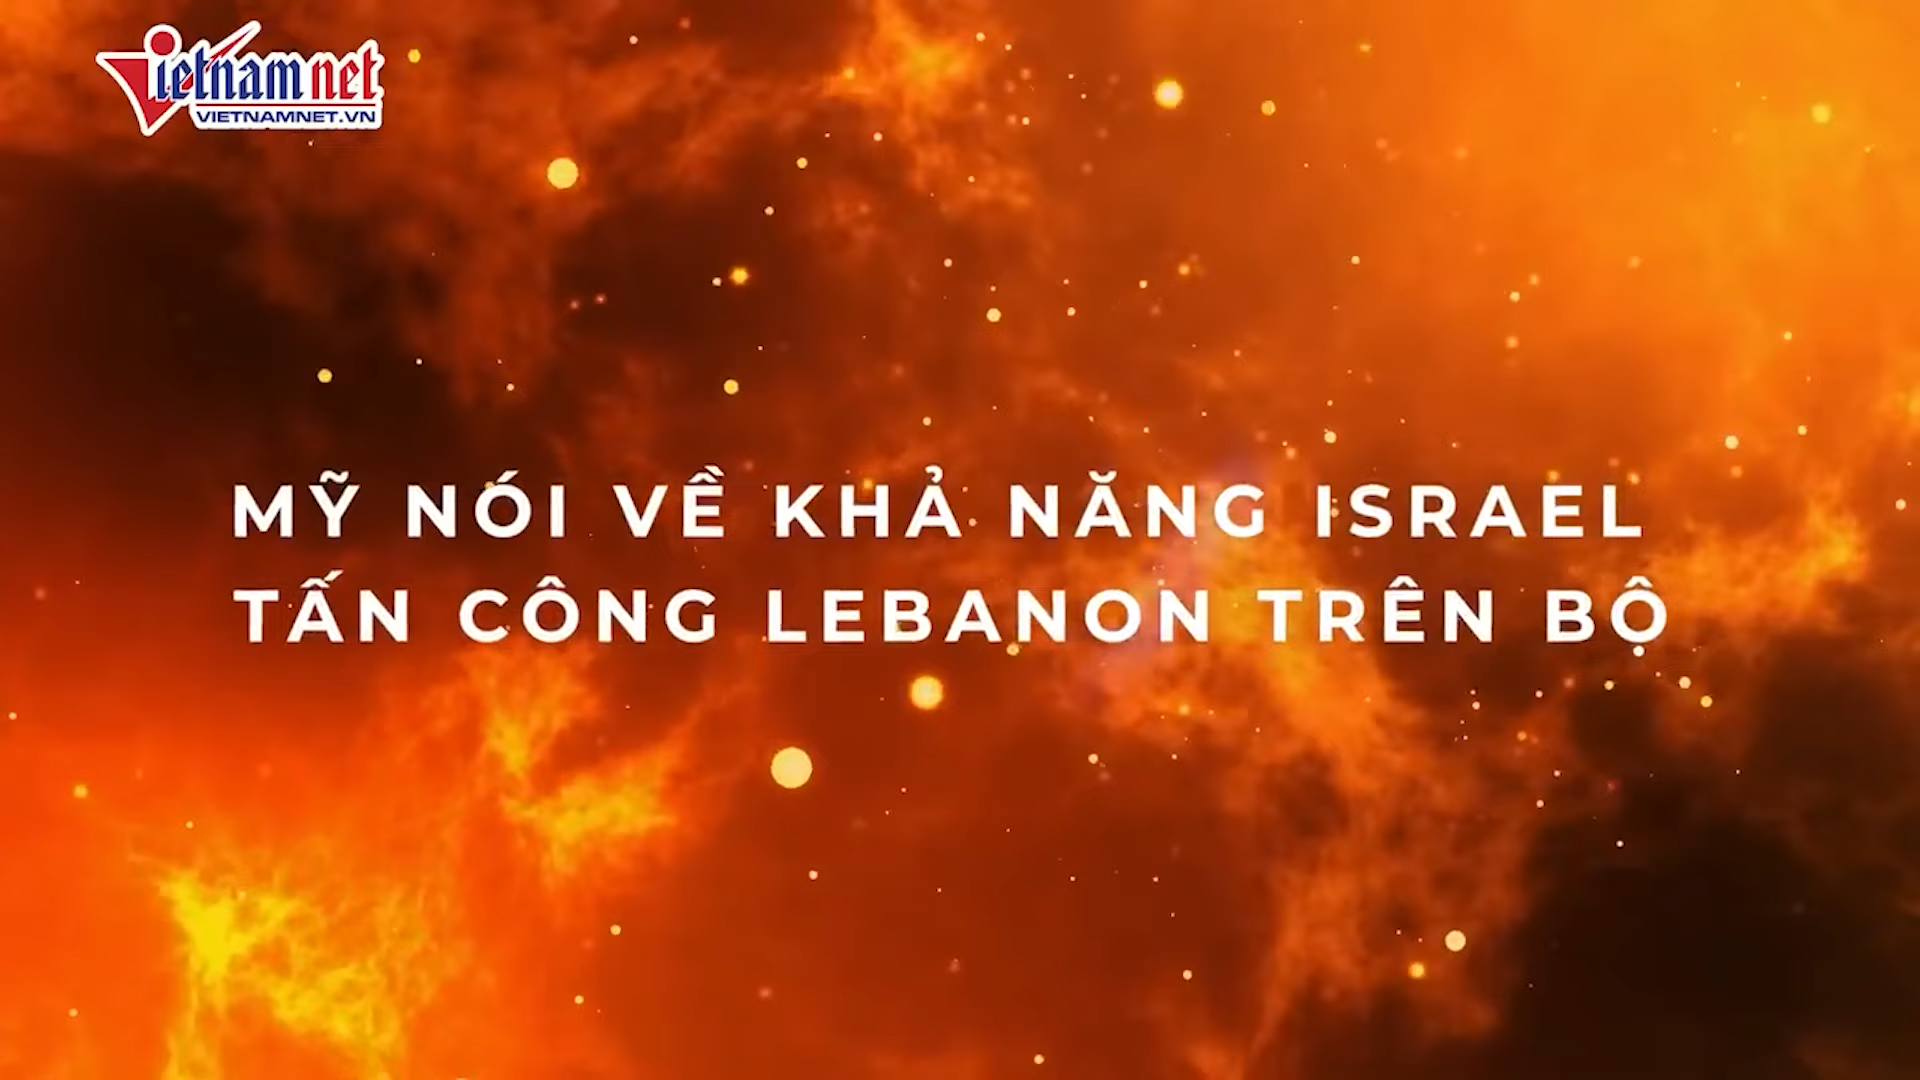 Vietnamnet
VIETNAMNET.VN
MỸ NÓI VỀ KHẢ NĂNG ISRAEL
TẤN CÔNG LEBANON TRÊN BỘ